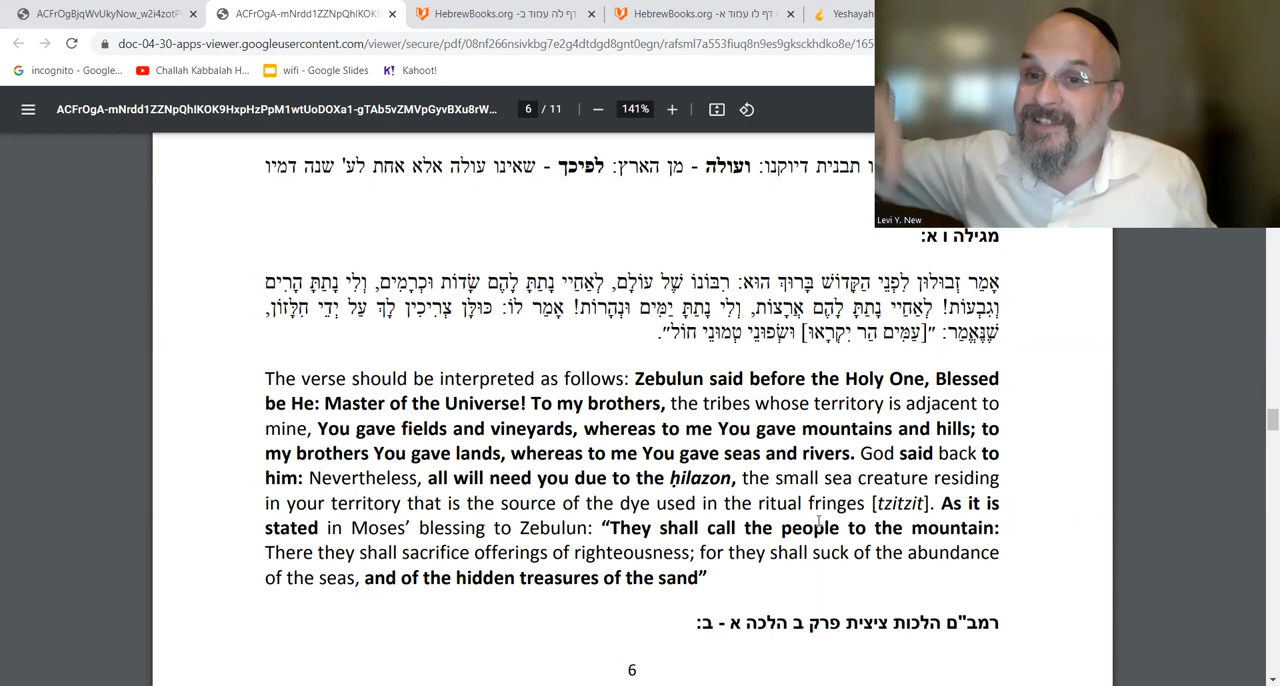 ACFrOgBjqWvUkyNow_w2i4zotP
ACFrOgA-mNrdd1ZZNpQhIKOK9
HebrewBooks.org -דף לה עמוד ב
HebrewBooks.org -דף לו עמוד א
Yeshayah
doc-04-30-apps-viewer.googleusercontent.com/viewer/secure/pdf/08nf266nsivkbg7e2g4dtdgd8gnt0egn/rafsml7a553fiuq8n9es9gksckhdko8e/165
incognito - Google...
Challah Kabbalah H...
wifi - Google Slides
K! Kahoot!
ACFrOgA-mNrdd1ZZNpQhIKOK9HxpHzPpM1wtUoDOXa1-gTAb5vZMVpGyvBXu8rW... 6 / 11 141%
Levi Y. New
ו תבנית דיוקנו: ועולה - מן הארץ: לפיכך - שאינו עולה אלא אחת לע' שנה דמיו
מגילה ו א:
אָמַר זְבוּלוּן לִפְנֵי הַקָּדוֹשׁ בָּרוּךְ הוּא: רִבּוֹנוֹ שֶׁל עוֹלָם, לְאַחַיי נָתַתָּ לָהֶם שָׂדוֹת וּכְרָמִים, וְלִי נָתַתָּ הָרִים
וּגְבָעוֹת! לְאַחַיי נָתַתָּ לָהֶם אֲרָצוֹת, וְלִי נָתַתָּ יַמִּים וּנְהָרוֹת! אָמַר לוֹ: כּוּלָּן צְרִיכִין לָךְ עַל יְדֵי חִלָּזוֹן,
שֶׁנֶּאֱמַר: ״[עַמִּים הַר יִקְרָאוּ] וּשְׂפוּנֵי טְמוּנֵי חוֹל״.
The verse should be interpreted as follows: Zebulun said before the Holy One, Blessed
be He: Master of the Universe! To my brothers, the tribes whose territory is adjacent to
mine, You gave fields and vineyards, whereas to me You gave mountains and hills; to
my brothers You gave lands, whereas to me You gave seas and rivers. God said back to
him: Nevertheless, all will need you due to the ḥilazon, the small sea creature residing
in your territory that is the source of the dye used in the ritual fringes [tzitzit]. As it is
stated in Moses’ blessing to Zebulun: “They shall call the people to the mountain:
There they shall sacrifice offerings of righteousness; for they shall suck of the abundance
of the seas, and of the hidden treasures of the sand”
רמב"ם הלכות ציצית פרק ב הלכה א - ב:
6